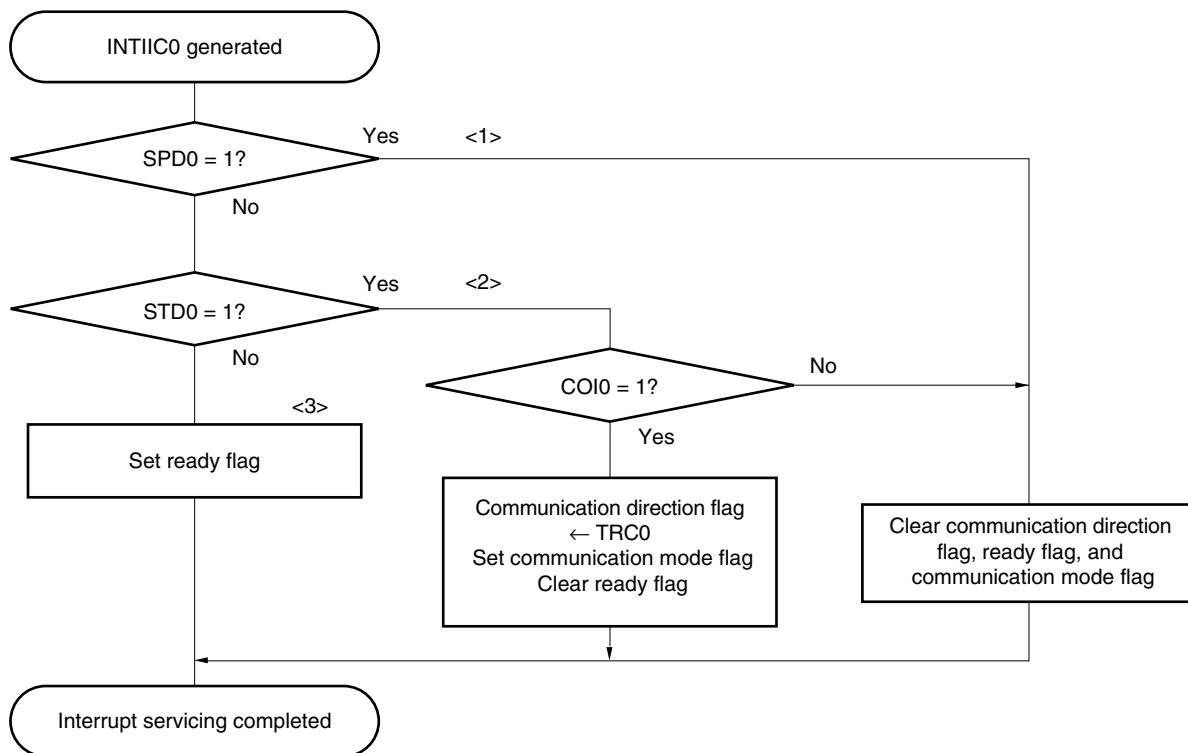 INTIIC0 generated
Yes
<1>
SPD0 = 1?
No
Yes
<2>
STD0 = 1?
No
COI0 = 1?
No
<3>
Yes
Set ready flag
Communication direction flag
← TRC0
Set communication mode flag
Clear ready flag
Clear communication direction
flag, ready flag, and
communication mode flag
Interrupt servicing completed